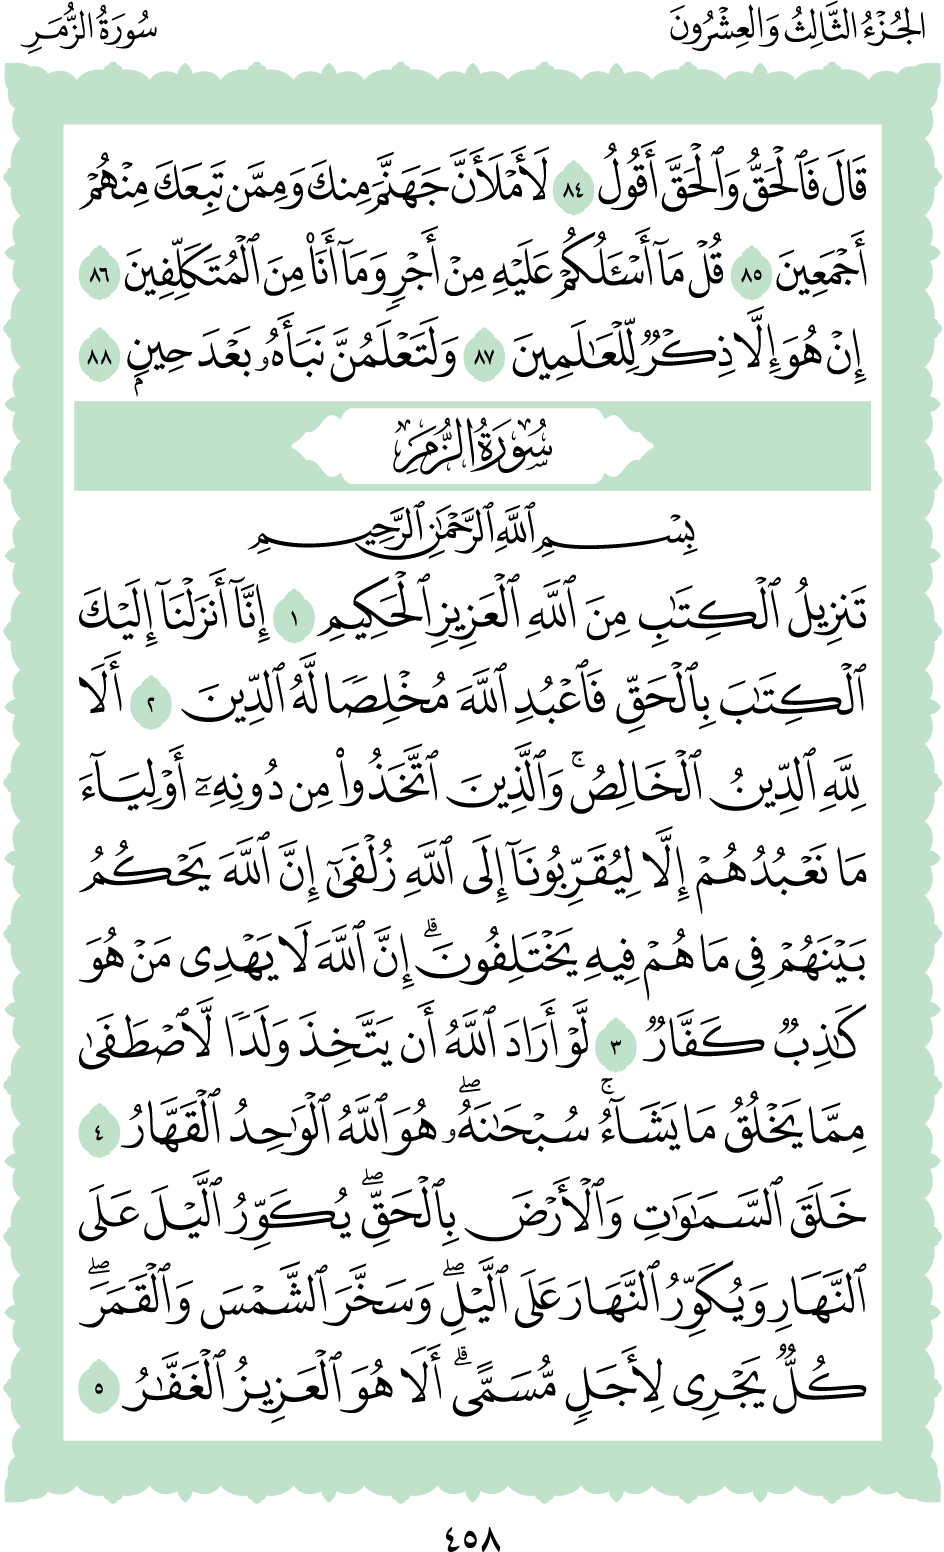 الجُزْءُ الثَّالِثُ وَالعِشْرُونَ
سُورَةُ الزُّمَرِ
قَالَ فَٱلْحَقُّ وَٱلْحَقَّ أَقُولُ ٨٤ لَأَمْلَأَنَّ جَهَنَّمَ مِنكَ وَمِمَّن تَبِعَكَ مِنْهُمْ
أَجْمَعِينَ ٨٥ قُلْ مَآ أَسْـَٔلُكُمْ عَلَيْهِ مِنْ أَجْرٍ وَمَآ أَنَا۠ مِنَ ٱلْمُتَكَلِّفِينَ ٨٦
إِنْ هُوَ إِلَّا ذِكْرٌ لِّلْعَـٰلَمِينَ ٨٧ وَلَتَعْلَمُنَّ نَبَأَهُۥ بَعْدَ حِينٍۭ ٨٨
سُورَةُ الزُّمَرِ
بِسْمِ ٱللَّهِ ٱلرَّحْمَـٰنِ ٱلرَّحِيمِ
تَنزِيلُ ٱلْكِتَـٰبِ مِنَ ٱللَّهِ ٱلْعَزِيزِ ٱلْحَكِيمِ ١ إِنَّآ أَنزَلْنَآ إِلَيْكَ
ٱلْكِتَـٰبَ بِٱلْحَقِّ فَٱعْبُدِ ٱللَّهَ مُخْلِصًا لَّهُ ٱلدِّينَ ٢ أَلَا
لِلَّهِ ٱلدِّينُ ٱلْخَالِصُ ۚ وَٱلَّذِينَ ٱتَّخَذُوا۟ مِن دُونِهِۦٓ أَوْلِيَآءَ
مَا نَعْبُدُهُمْ إِلَّا لِيُقَرِّبُونَآ إِلَى ٱللَّهِ زُلْفَىٰٓ إِنَّ ٱللَّهَ يَحْكُمُ
بَيْنَهُمْ فِى مَا هُمْ فِيهِ يَخْتَلِفُونَ ۗ إِنَّ ٱللَّهَ لَا يَهْدِى مَنْ هُوَ
كَـٰذِبٌ كَفَّارٌ ٣ لَّوْ أَرَادَ ٱللَّهُ أَن يَتَّخِذَ وَلَدًا لَّٱصْطَفَىٰ
مِمَّا يَخْلُقُ مَا يَشَآءُ ۚ سُبْحَـٰنَهُۥ ۖ هُوَ ٱللَّهُ ٱلْوَٰحِدُ ٱلْقَهَّارُ ٤
خَلَقَ ٱلسَّمَـٰوَٰتِ وَٱلْأَرْضَ بِٱلْحَقِّ ۖ يُكَوِّرُ ٱلَّيْلَ عَلَى
ٱلنَّهَارِ وَيُكَوِّرُ ٱلنَّهَارَ عَلَى ٱلَّيْلِ ۖ وَسَخَّرَ ٱلشَّمْسَ وَٱلْقَمَرَ ۖ
كُلٌّ يَجْرِى لِأَجَلٍ مُّسَمًّى ۗ أَلَا هُوَ ٱلْعَزِيزُ ٱلْغَفَّـٰرُ ٥
٤٥٨